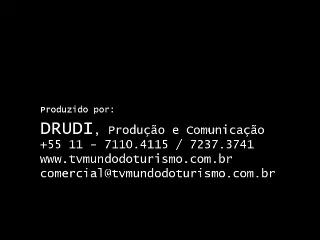 Produzido por:
DRUDI, Produção e Comunicação
+55 11 - 7110.4115 / 7237.3741
www.tvmundodoturismo.com.br
comercial@tvmundodoturismo.com.br